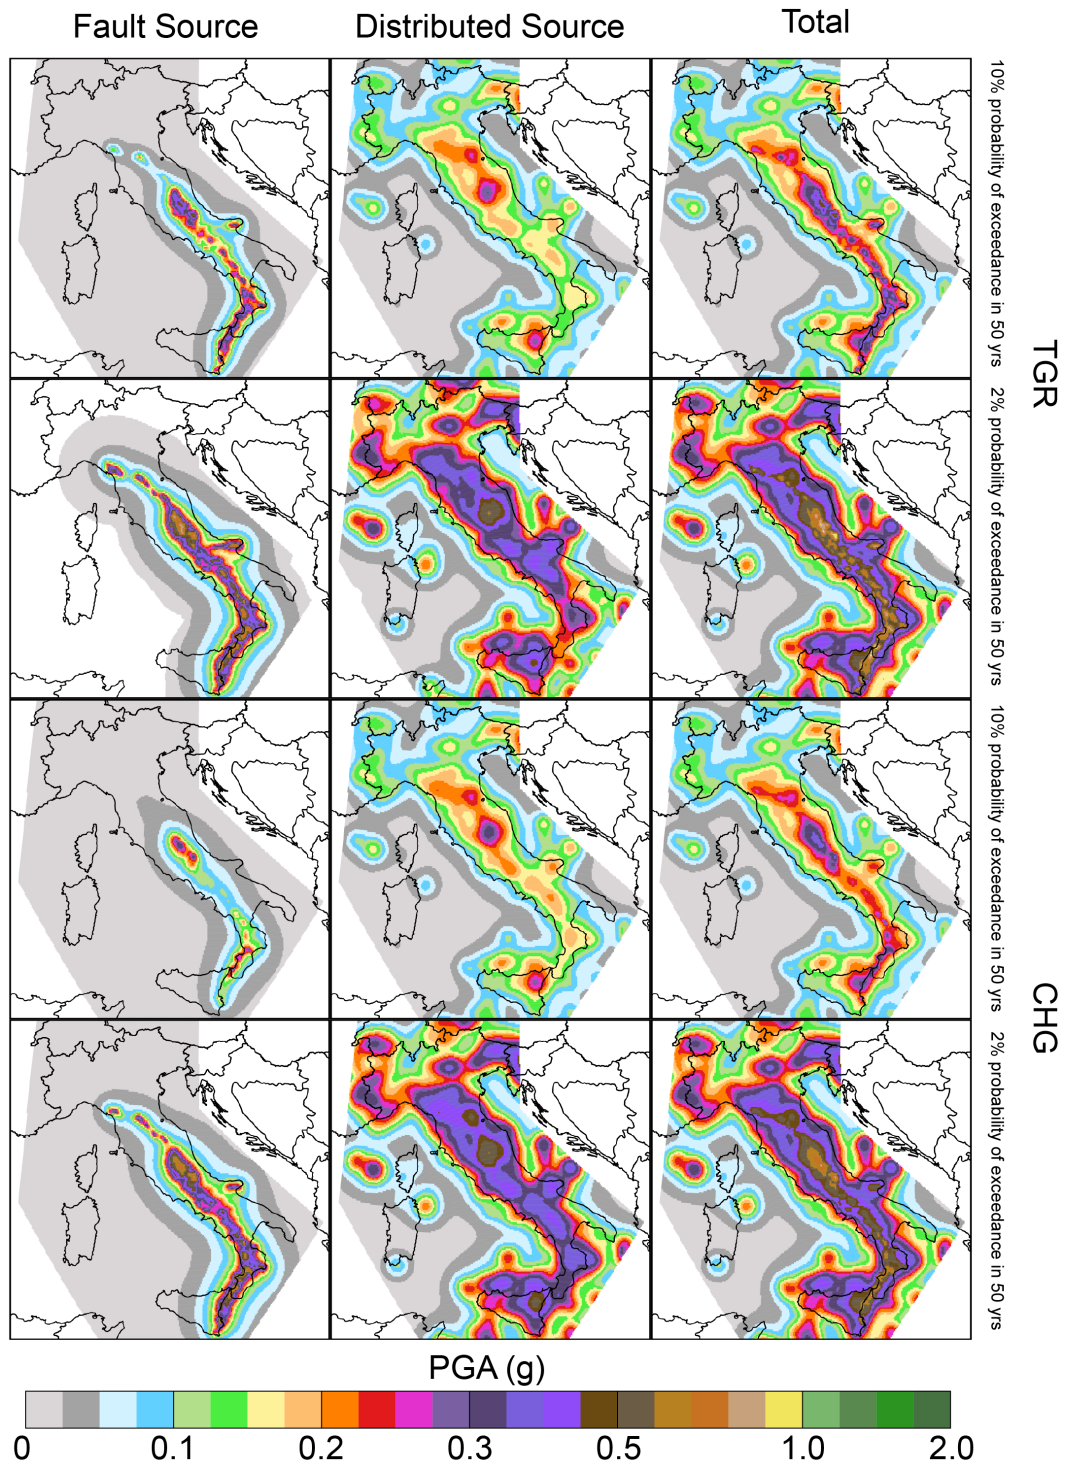 Fault Source
Distributed Source
Total
10% probability of exceedance in 50 yrs
2% probability of exceedance in 50 yrs
TGR
10% probability of exceedance in 50 yrs
2% probability of exceedance in 50 yrs
CHG
PGA (g)
0 0.1 0.2 0.3 0.5 1.0 2.0